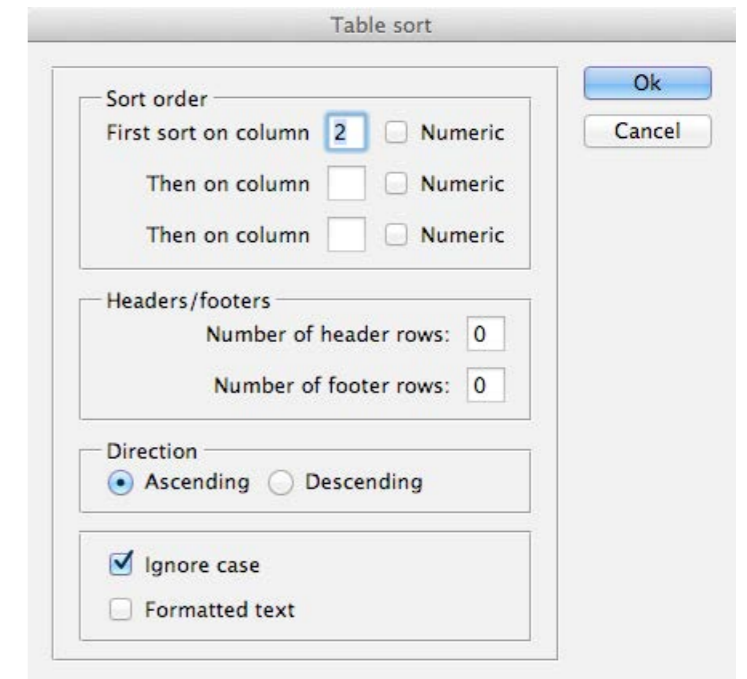 Table sort
Sort order
First sort on column 2 Numeric
Then on column Numeric
Then on column Numeric
Headers/footers
Number of header rows: 0
Number of footer rows: 0
Direction
Ascending Descending
Ignore case
Formatted text
Ok
Cancel